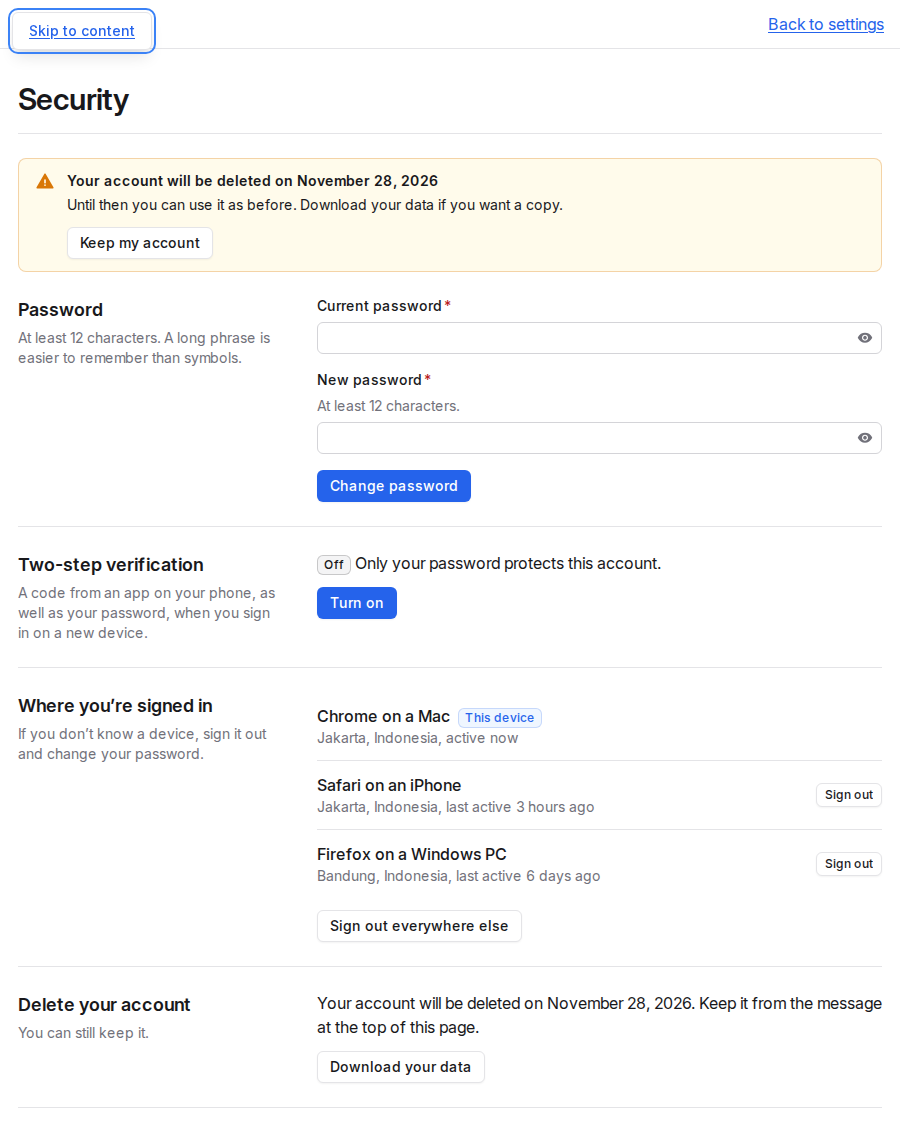 Skip to content
Back to settings
Security
Your account will be deleted on November 28, 2026
Until then you can use it as before. Download your data if you want a copy.
Keep my account
Password
At least 12 characters. A long phrase is
easier to remember than symbols.
Current password*
New password*
At least 12 characters.
Change password
Two-step verification
A code from an app on your phone, as
well as your password, when you sign
in on a new device.
Off Only your password protects this account.
Turn on
Where you’re signed in
If you don’t know a device, sign it out
and change your password.
Chrome on a Mac This device
Jakarta, Indonesia, active now
Safari on an iPhone
Jakarta, Indonesia, last active 3 hours ago
Sign out
Firefox on a Windows PC
Bandung, Indonesia, last active 6 days ago
Sign out
Sign out everywhere else
Delete your account
You can still keep it.
Your account will be deleted on November 28, 2026. Keep it from the message
at the top of this page.
Download your data